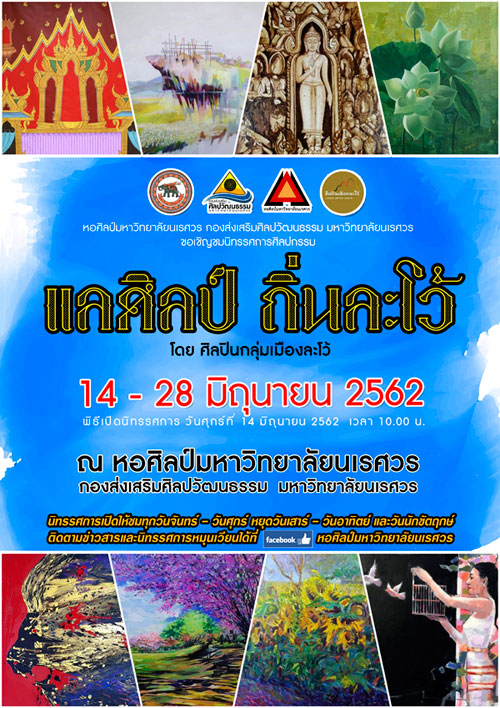 หอศิลป์มหาวิทยาลัยนเรศวร กองส่งเสริมศิลปวัฒนธรรม มหาวิทยาลัยนเรศวร
ขอเชิญชมนิทรรศการศิลปกรรม
แลศิลป์ ถิ่นละโว้
โดย ศิลปินกลุ่มเมืองละโว้
14 - 28 มิถุนายน 2562
พิธีเปิดนิทรรศการ วันศุกร์ที่ 14 มิถุนายน 2562 เวลา 10.00 น.
ณ หอศิลป์มหาวิทยาลัยนเรศวร
กองส่งเสริมศิลปวัฒนธรรม มหาวิทยาลัยนเรศวร
นิทรรศการเปิดให้ชมทุกวันจันทร์ – วันศุกร์ หยุดวันเสาร์ – วันอาทิตย์ และวันนักขัตฤกษ์
ติดตามข่าวสารและนิทรรศการหมุนเวียนได้ที่ facebook หอศิลป์มหาวิทยาลัยนเรศวร